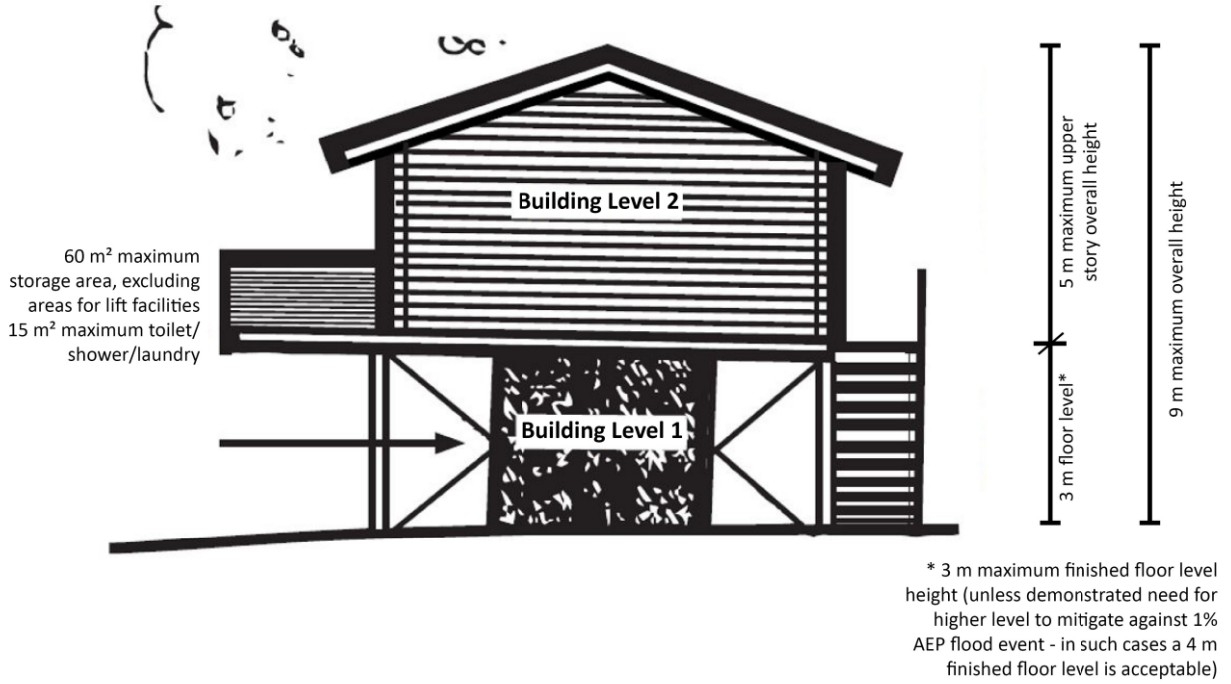 Building Level 2
60 m² maximum
storage area, excluding
areas for lift facilities
15 m² maximum toilet/
shower/laundry
Building Level 1
5 m maximum upper
story overall height
3 m floor level*
9 m maximum overall height
* 3 m maximum finished floor level
height (unless demonstrated need for
higher level to mitigate against 1%
AEP flood event - in such cases a 4 m
finished floor level is acceptable)